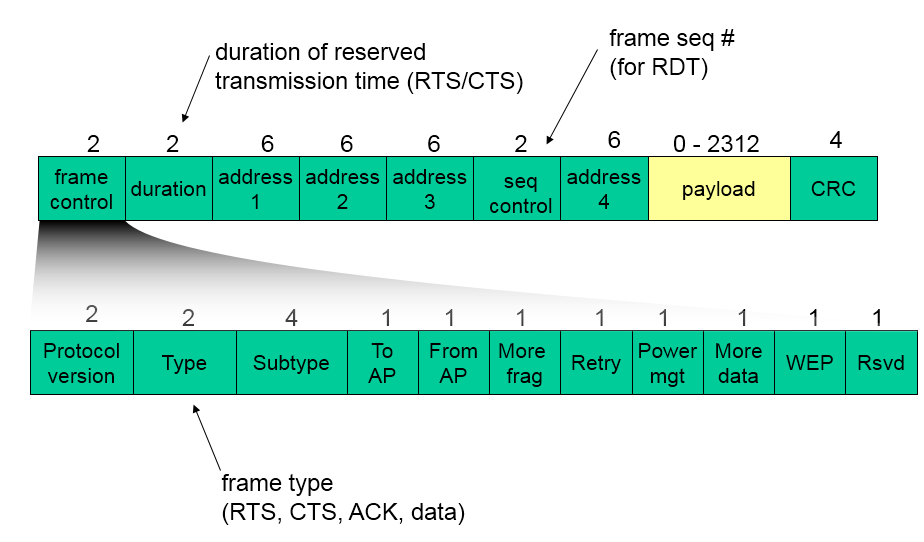 duration of reserved
transmission time (RTS/CTS)
frame seq #
(for RDT)
2 2 6 6 6 2 6 0 - 2312 4
frame control duration address 1 address 2 address 3 seq control address 4 payload CRC
2 2 4 1 1 1 1 1 1 1 1
Protocol version Type Subtype To AP From AP More frag Retry Power mgt More data WEP Rsvd
frame type
(RTS, CTS, ACK, data)